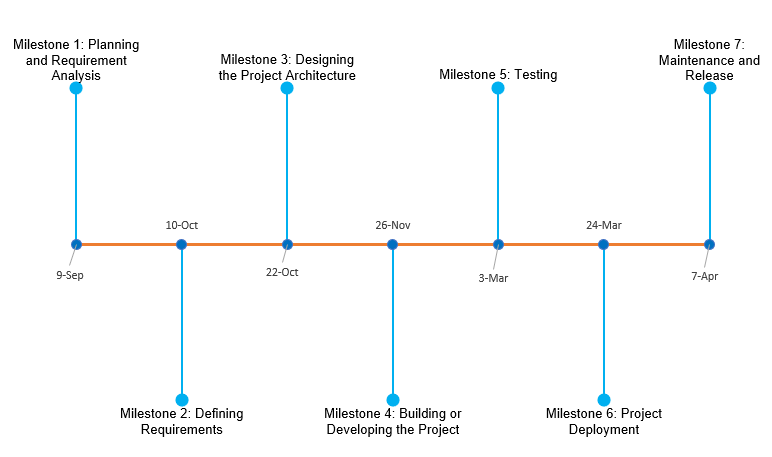 Milestone 1: Planning
and Requirement
Analysis
Milestone 3: Designing
the Project Architecture
Milestone 5: Testing
Milestone 7:
Maintenance and
Release
10-Oct
26-Nov
24-Mar
9-Sep
22-Oct
3-Mar
7-Apr
Milestone 2: Defining
Requirements
Milestone 4: Building or
Developing the Project
Milestone 6: Project
Deployment